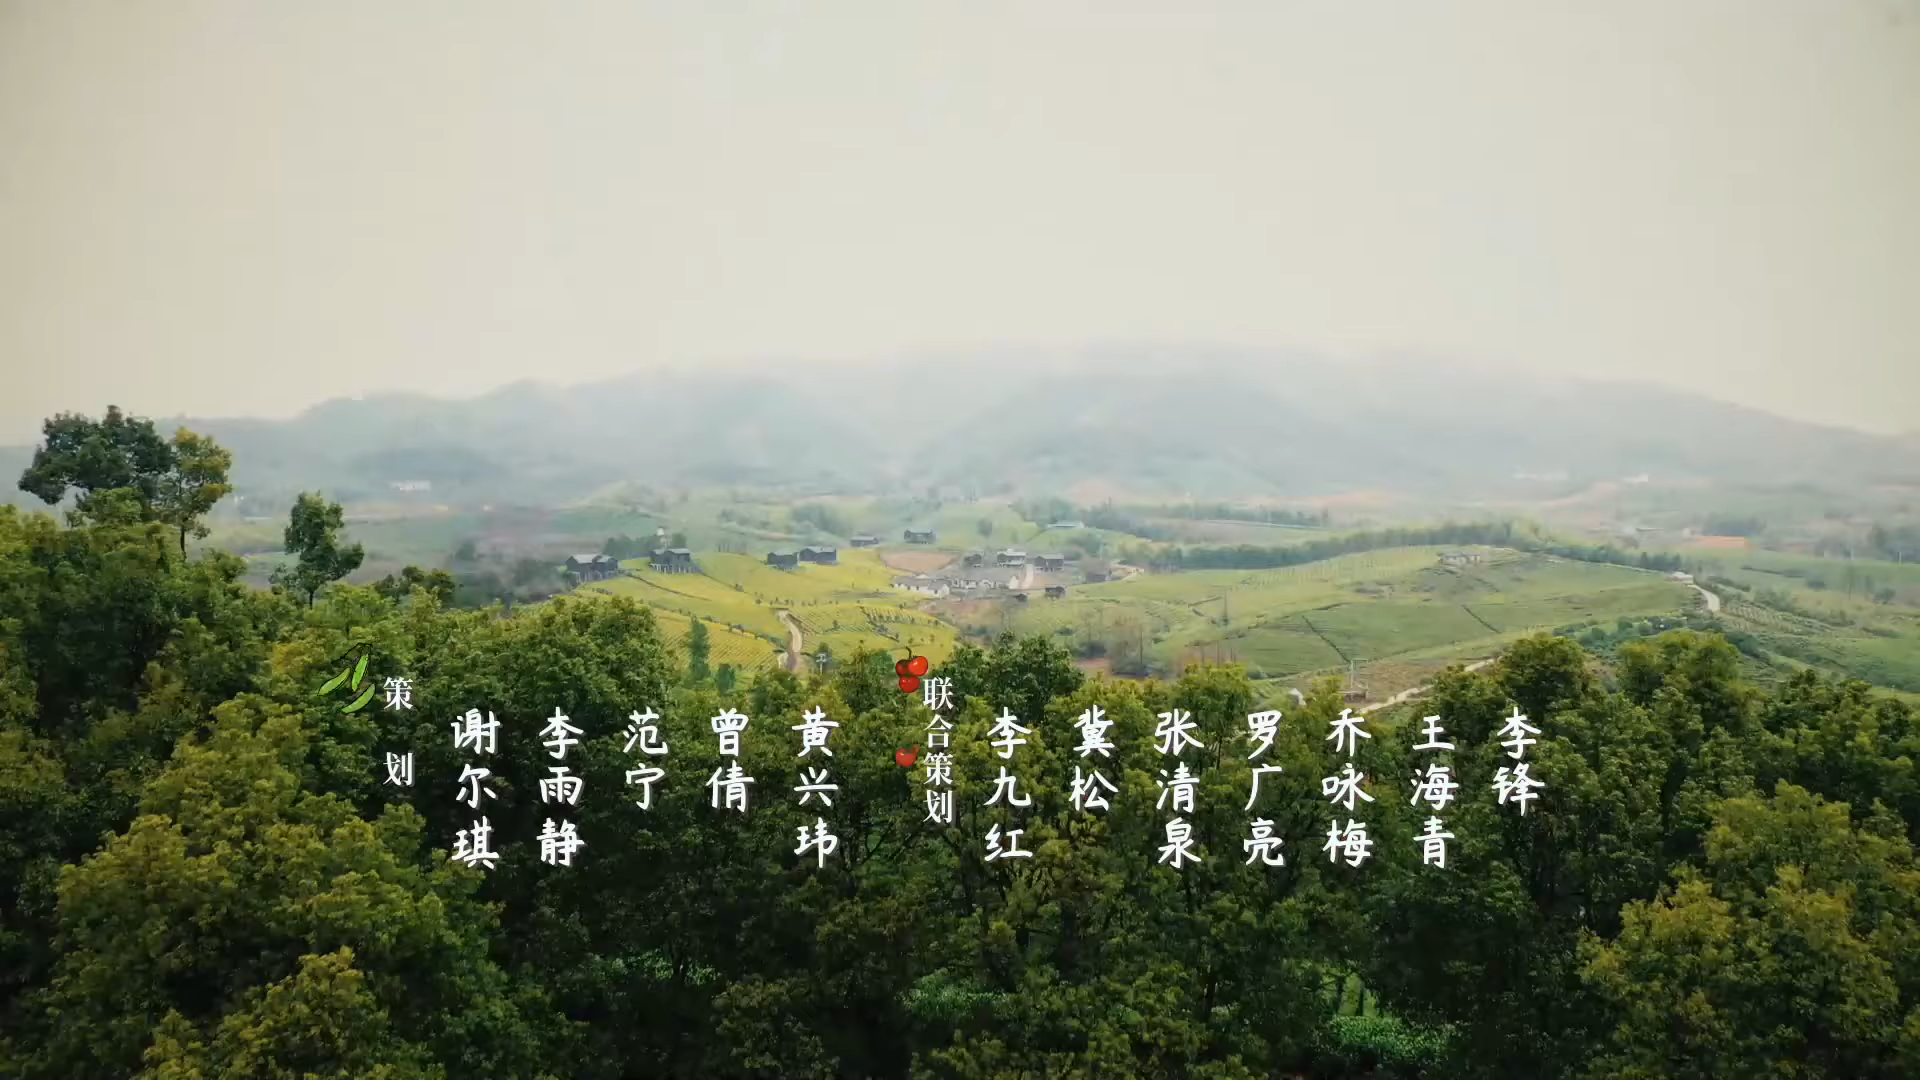 策划
谢尔琪
李雨静
范宁
曾倩
黄兴玮
联合策划
李九红
冀松
张清泉
罗广亮
乔咏梅
王海青
李锋